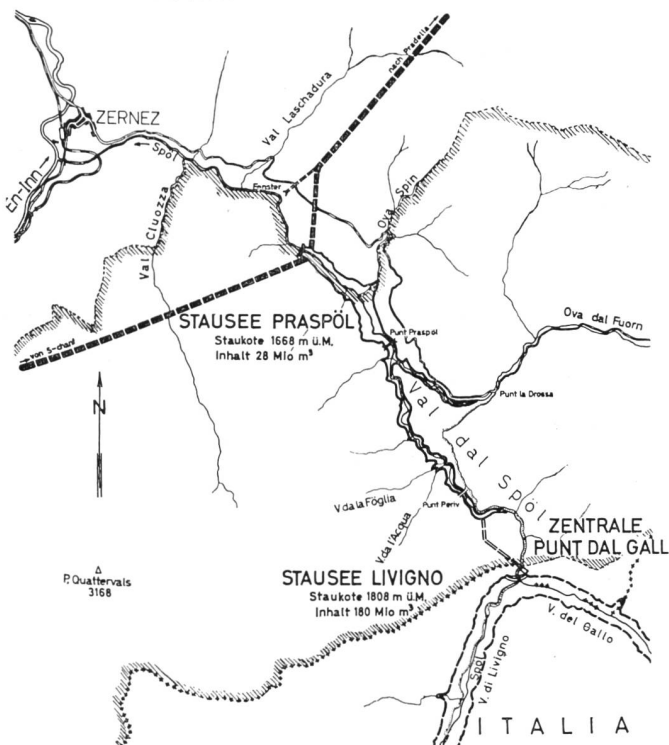 nach Pradella
Val Laschadura
ZERNEZ
Spöl
En-Inn
Fenster
Ova Spin
Val Cluozza
STAUSEE PRASPÖL
Staukote 1668 m ü.M.
Inhalt 28 Mio m³
von S-chanf
Punt Praspöl
Ova dal Fuorn
Punt la Drossa
N
Val dal Spöl
V. da la Föglia
V. da l'Acqua
Punt Periv
ZENTRALE
PUNT DAL GALL
P. Quattervals
3168
STAUSEE LIVIGNO
Staukote 1808 m ü.M.
Inhalt 180 Mio m³
V. del Gallo
Spöl
V. di Livigno
ITALIA